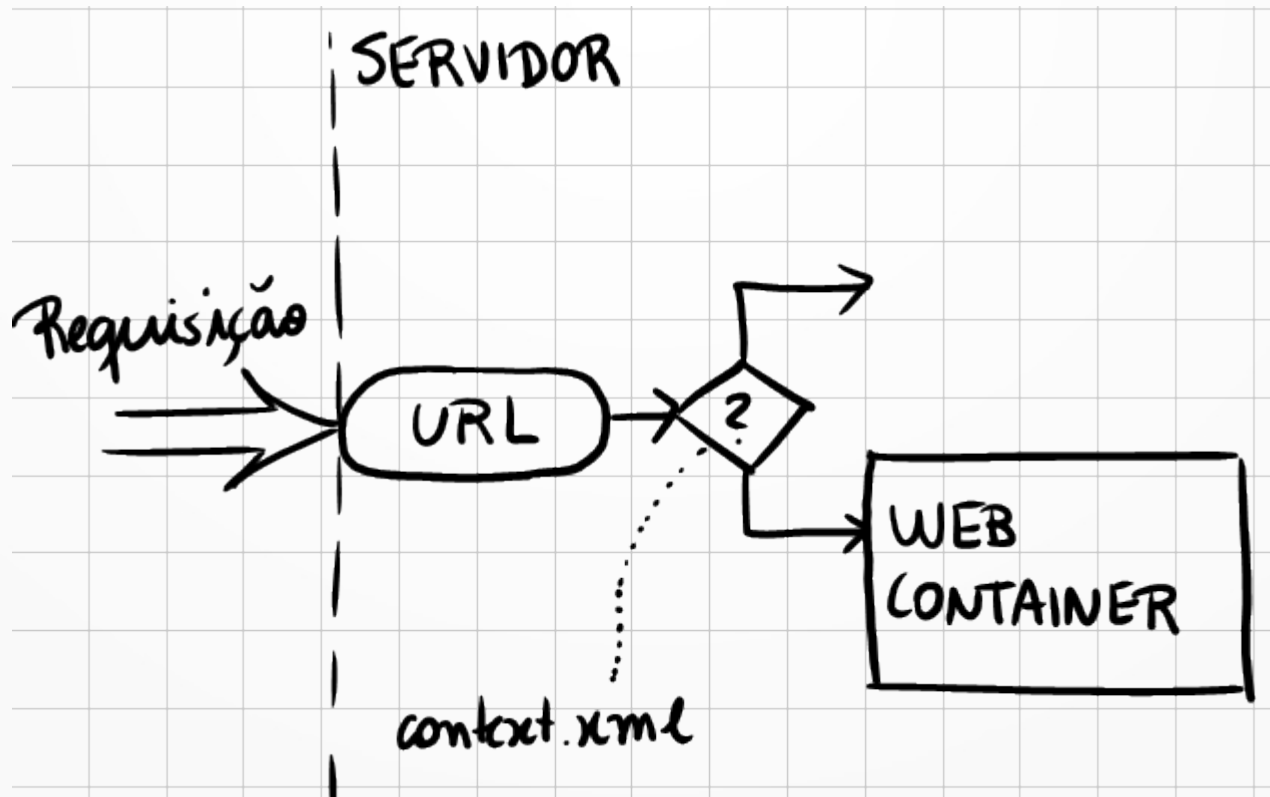 SERVIDOR
Requisição
URL
?
WEB
CONTAINER
context.xml